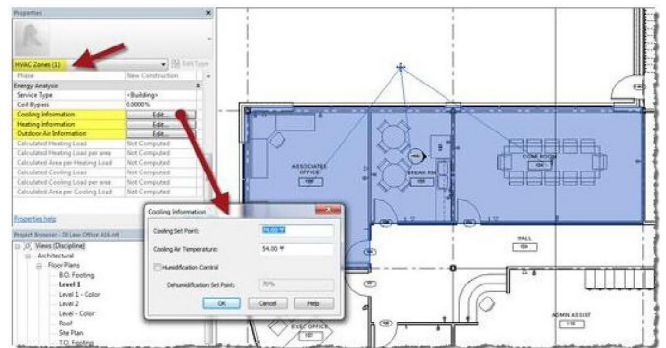 Properties
HVAC Zones (1)
Edit Type
Phase New Construction
Energy Analysis
Service Type <Building>
Coil Bypass 0.0000%
Cooling Information Edit...
Heating Information Edit...
Outdoor Air Information Edit...
Calculated Heating Load Not Computed
Calculated Heating Load per area Not Computed
Calculated Area per Heating Load Not Computed
Calculated Cooling Load Not Computed
Calculated Cooling Load per area Not Computed
Calculated Area per Cooling Load Not Computed
Properties help
Views (Discipline)
Architectural
Floor Plans
B.O. Footing
Level 1
Level 1 - Color
Level 2
Level - Color
Roof
Site Plan
T.O. Footing
Cooling Information
Cooling Set Point:
Cooling Air Temperature: 54.00 °F
Humidification Control
Dehumidification Set Point: 70%
OK Cancel Help
ASSOCIATES
OFFICE
BREAK RM
CONF ROOM
HALL
ADMIN ASSIST
EXEC OFFICE